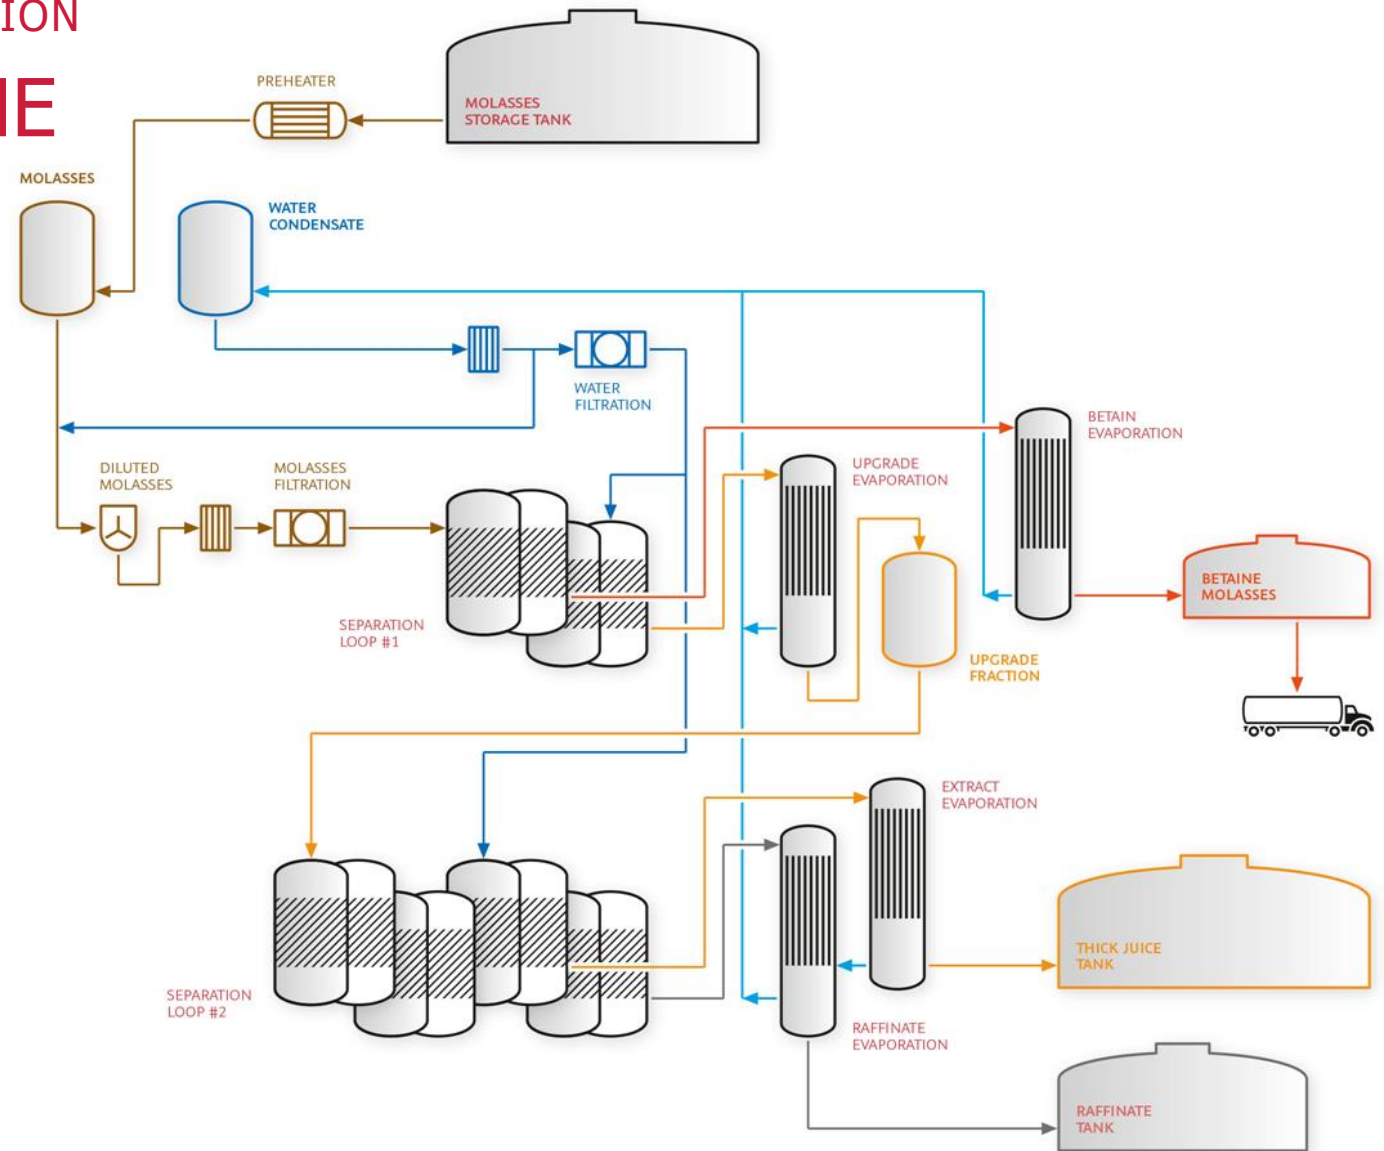 ION
NE
PREHEATER
MOLASSES
STORAGE TANK
MOLASSES
WATER
CONDENSATE
WATER
FILTRATION
BETAIN
EVAPORATION
DILUTED
MOLASSES
MOLASSES
FILTRATION
UPGRADE
EVAPORATION
BETAINE
MOLASSES
SEPARATION
LOOP #1
UPGRADE
FRACTION
EXTRACT
EVAPORATION
THICK JUICE
TANK
SEPARATION
LOOP #2
RAFFINATE
EVAPORATION
RAFFINATE
TANK